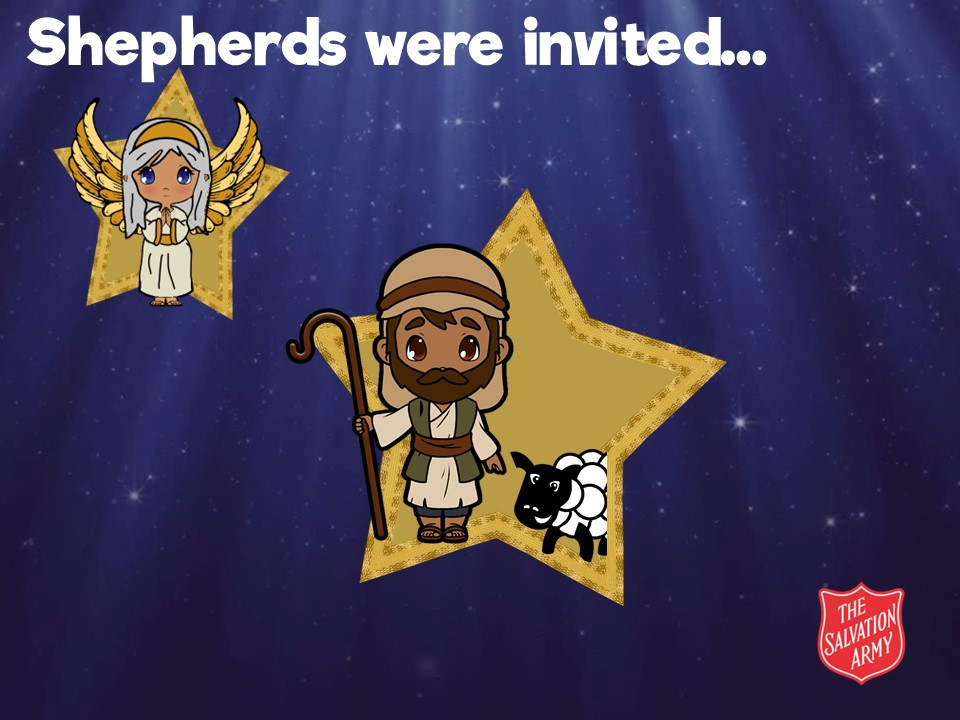 Shepherds were invited...
THE
SALVATION
ARMY